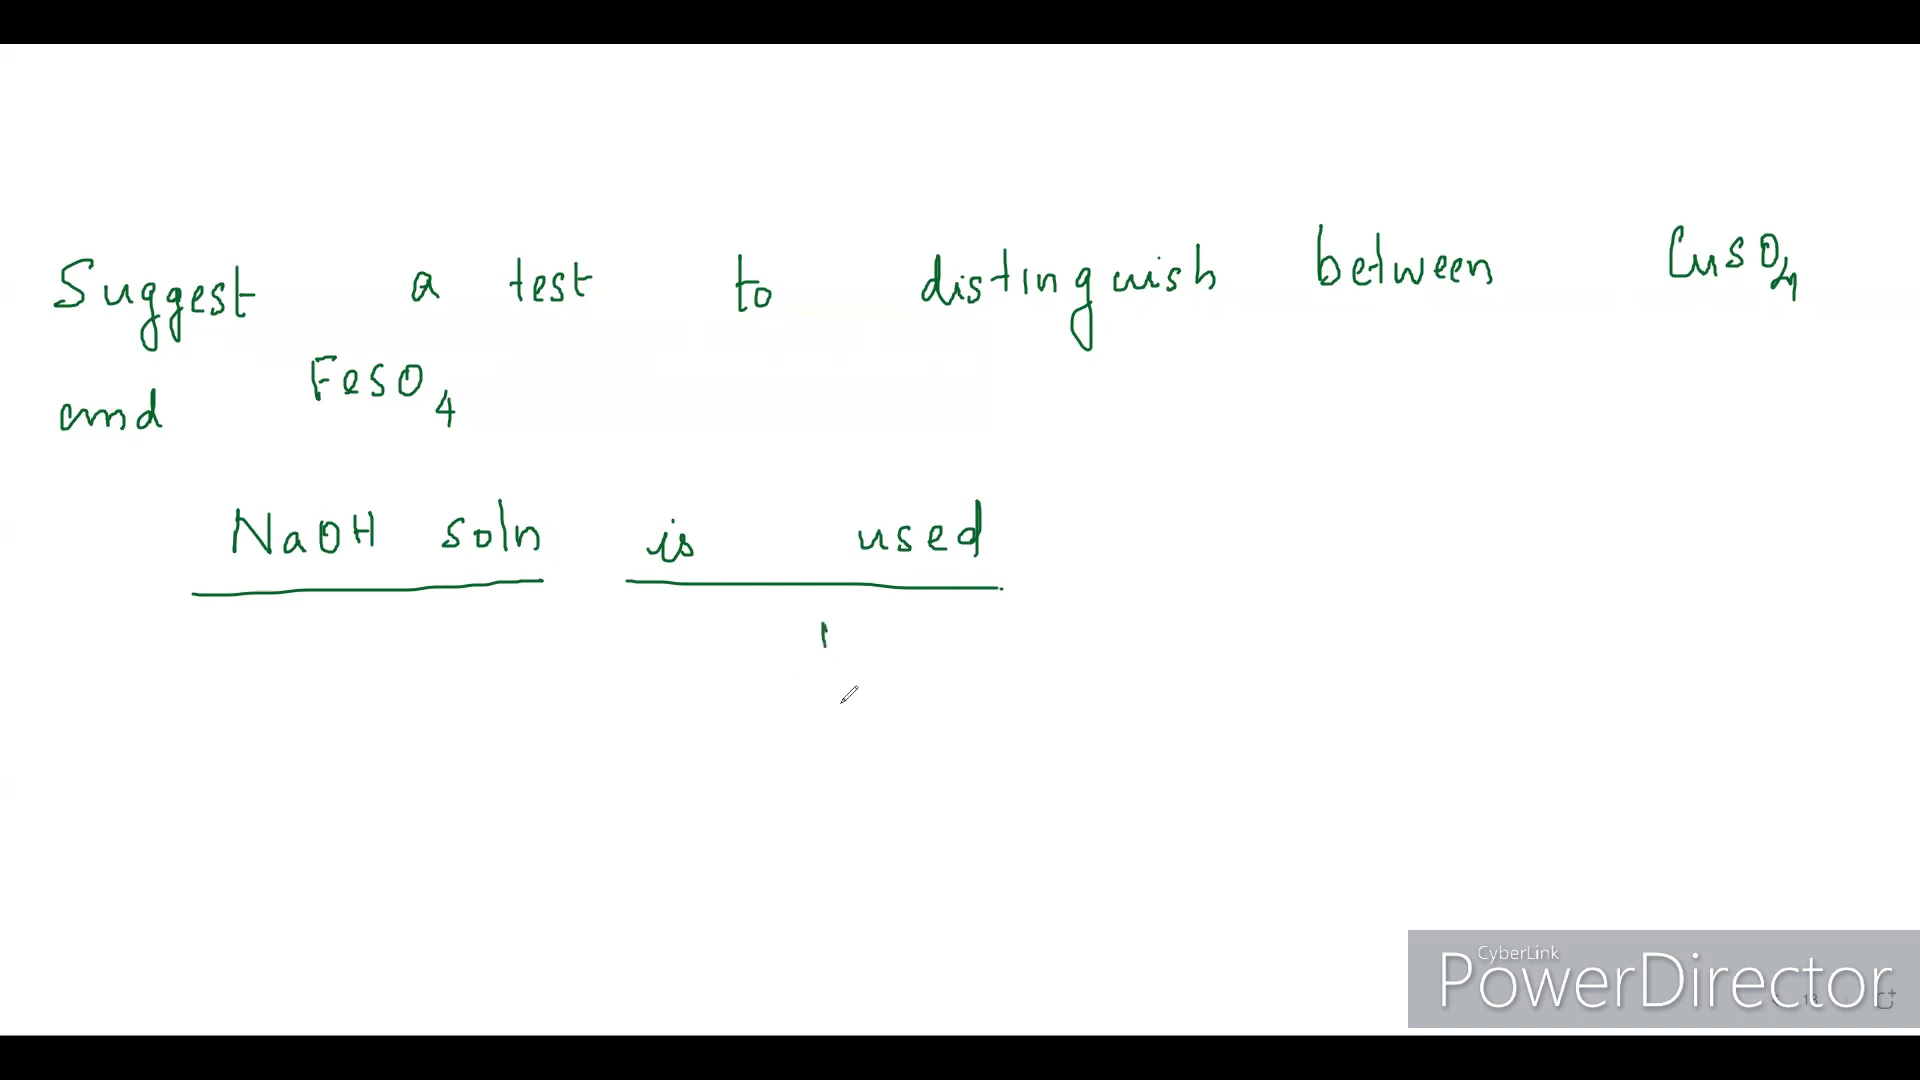 Suggest a test to distinguish between CuSO4
and FeSO4
NaOH soln is used
CyberLink
PowerDirector